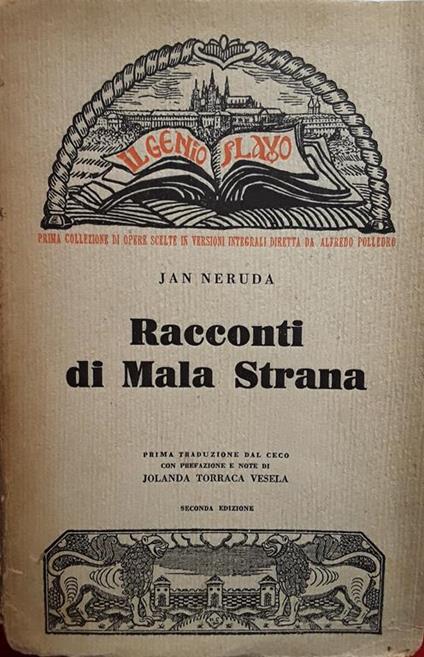 IL GENIO SLAVO
PRIMA COLLEZIONE DI OPERE SCELTE IN VERSIONI INTEGRALI DIRETTA DA ALFREDO POLLEDRO
JAN NERUDA
Racconti
di Mala Strana
PRIMA TRADUZIONE DAL CECO
CON PREFAZIONE E NOTE DI
JOLANDA TORRACA VESELA
SECONDA EDIZIONE